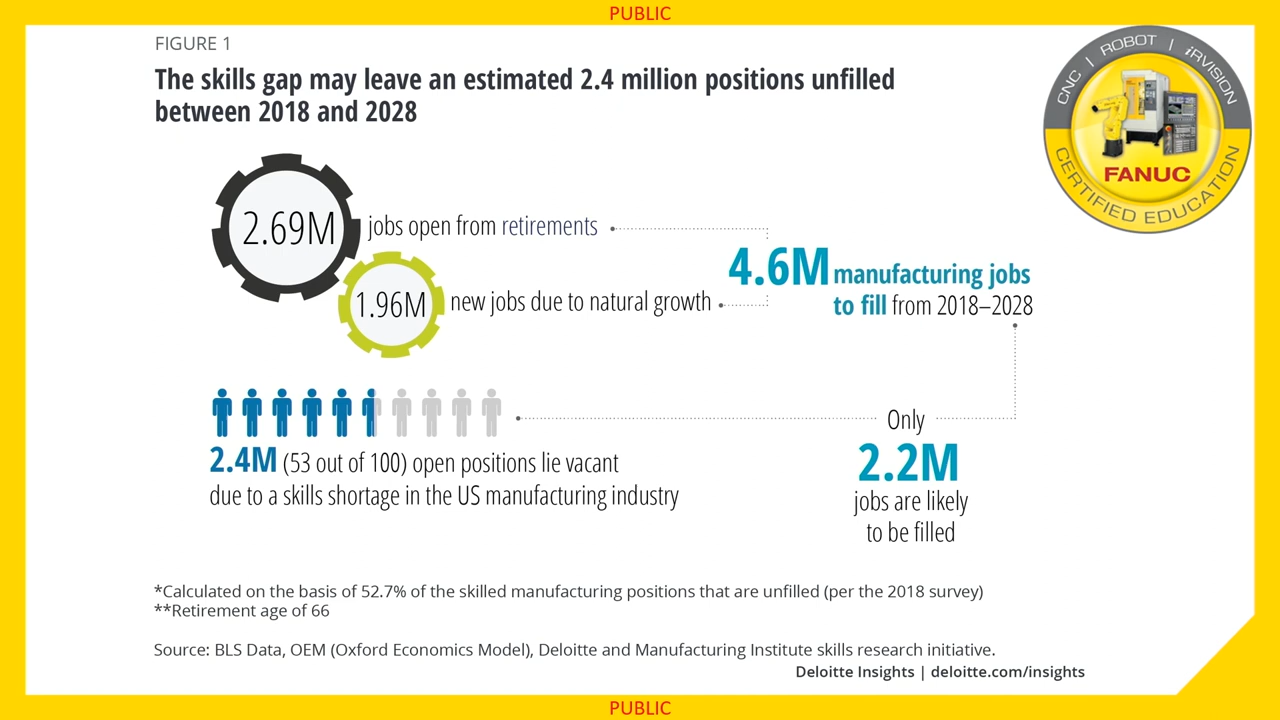 PUBLIC
FIGURE 1
The skills gap may leave an estimated 2.4 million positions unfilled
between 2018 and 2028
CNC | ROBOT | iRVISION
FANUC
CERTIFIED EDUCATION
2.69M jobs open from retirements
1.96M new jobs due to natural growth
4.6M manufacturing jobs
to fill from 2018–2028
Only
2.2M
jobs are likely
to be filled
2.4M (53 out of 100) open positions lie vacant
due to a skills shortage in the US manufacturing industry
*Calculated on the basis of 52.7% of the skilled manufacturing positions that are unfilled (per the 2018 survey)
**Retirement age of 66
Source: BLS Data, OEM (Oxford Economics Model), Deloitte and Manufacturing Institute skills research initiative.
Deloitte Insights | deloitte.com/insights
PUBLIC